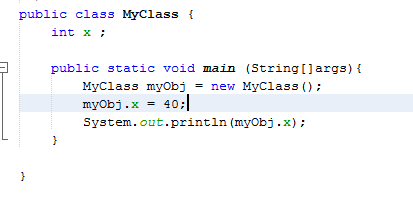 public class MyClass {
int x ;
public static void main (String[]args){
MyClass myObj = new MyClass();
myObj.x = 40;
System.out.println(myObj.x);
}
}